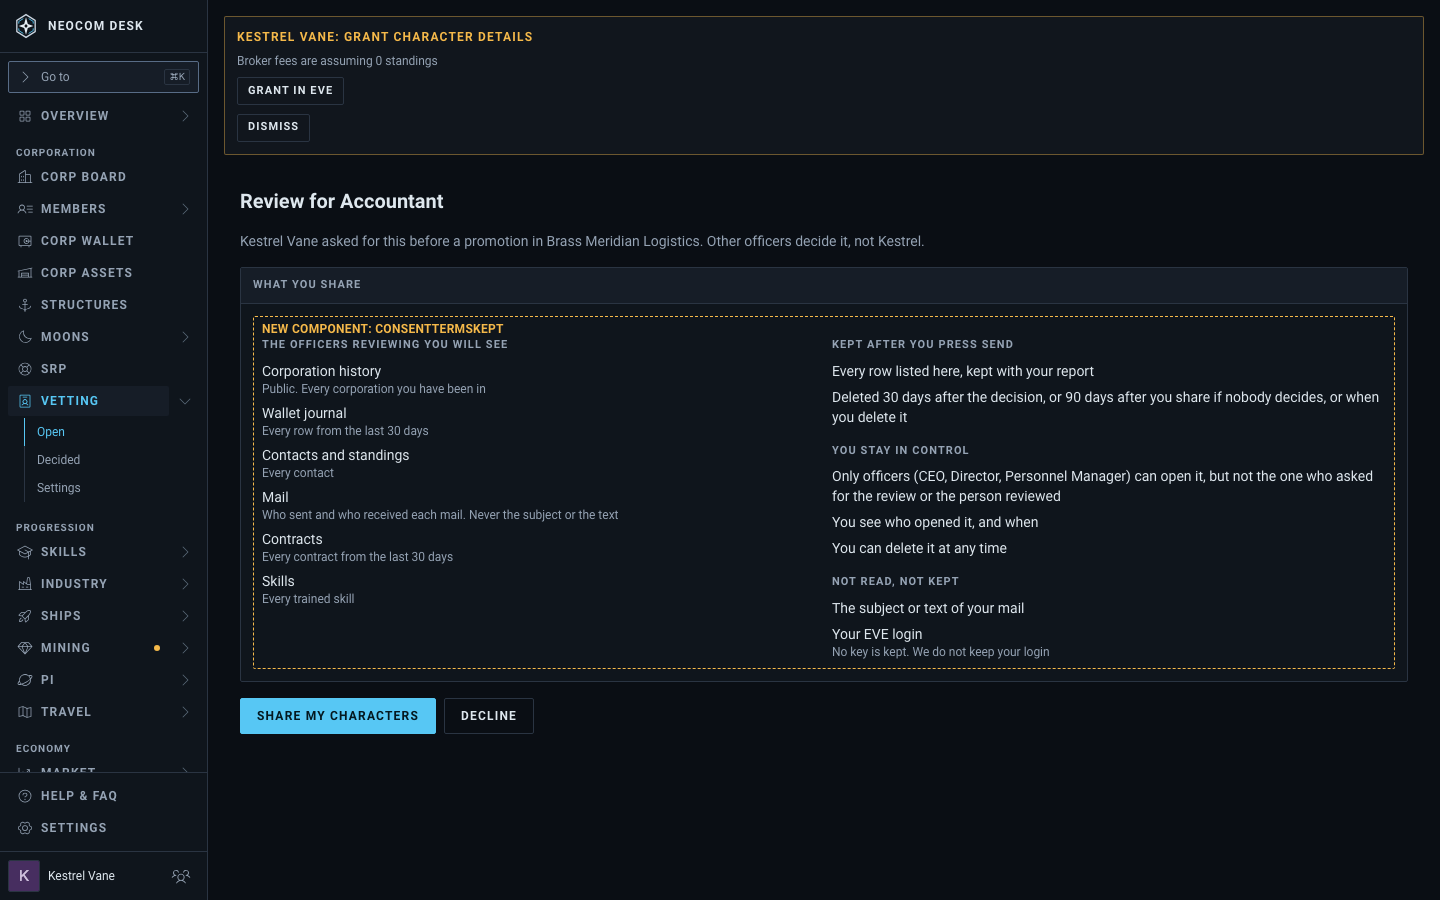 NEOCOM DESK
Go to
⌘K
OVERVIEW
CORPORATION
CORP BOARD
MEMBERS
CORP WALLET
CORP ASSETS
STRUCTURES
MOONS
SRP
VETTING
Open
Decided
Settings
PROGRESSION
SKILLS
INDUSTRY
SHIPS
MINING
PI
TRAVEL
ECONOMY
MARKET
HELP & FAQ
SETTINGS
K
Kestrel Vane
KESTREL VANE: GRANT CHARACTER DETAILS
Broker fees are assuming 0 standings
GRANT IN EVE
DISMISS
Review for Accountant
Kestrel Vane asked for this before a promotion in Brass Meridian Logistics. Other officers decide it, not Kestrel.
WHAT YOU SHARE
NEW COMPONENT: CONSENTTERMSKEPT
THE OFFICERS REVIEWING YOU WILL SEE
Corporation history
Public. Every corporation you have been in
Wallet journal
Every row from the last 30 days
Contacts and standings
Every contact
Mail
Who sent and who received each mail. Never the subject or the text
Contracts
Every contract from the last 30 days
Skills
Every trained skill
KEPT AFTER YOU PRESS SEND
Every row listed here, kept with your report
Deleted 30 days after the decision, or 90 days after you share if nobody decides, or when
you delete it
YOU STAY IN CONTROL
Only officers (CEO, Director, Personnel Manager) can open it, but not the one who asked
for the review or the person reviewed
You see who opened it, and when
You can delete it at any time
NOT READ, NOT KEPT
The subject or text of your mail
Your EVE login
No key is kept. We do not keep your login
SHARE MY CHARACTERS
DECLINE